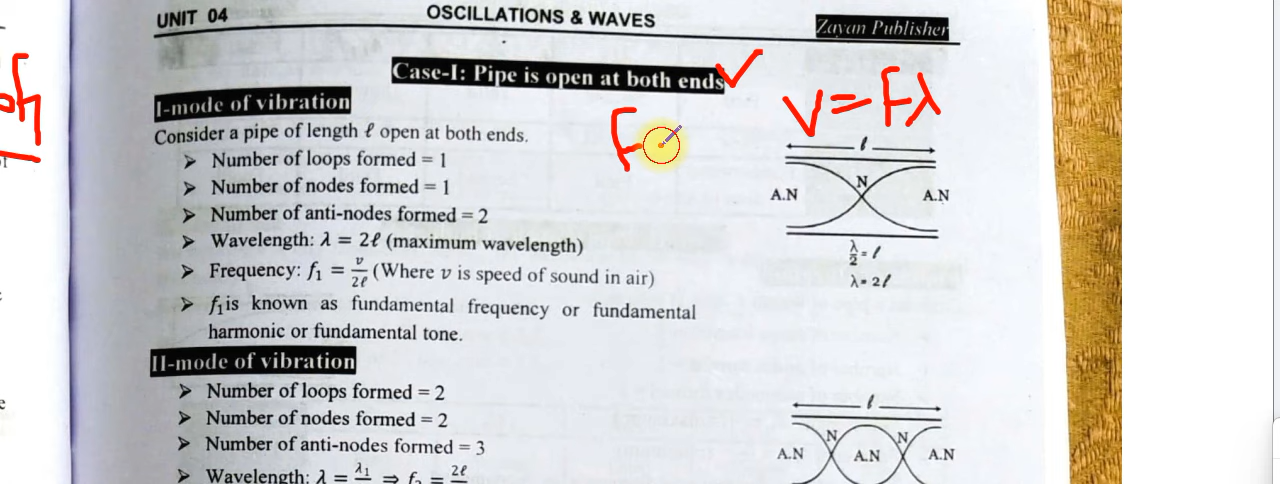 UNIT 04
OSCILLATIONS & WAVES
Zayan Publisher
Case-I: Pipe is open at both ends
V=Fλ
F
I-mode of vibration
Consider a pipe of length ℓ open at both ends.
➤ Number of loops formed = 1
➤ Number of nodes formed = 1
➤ Number of anti-nodes formed = 2
➤ Wavelength: λ = 2ℓ (maximum wavelength)
➤ Frequency: f₁ = v/2ℓ (Where v is speed of sound in air)
➤ f₁is known as fundamental frequency or fundamental
harmonic or fundamental tone.
ℓ
A.N N A.N
λ/2 = ℓ
λ = 2ℓ
II-mode of vibration
➤ Number of loops formed = 2
➤ Number of nodes formed = 2
➤ Number of anti-nodes formed = 3
➤ Wavelength: λ = λ₁
ℓ
N N
A.N A.N A.N